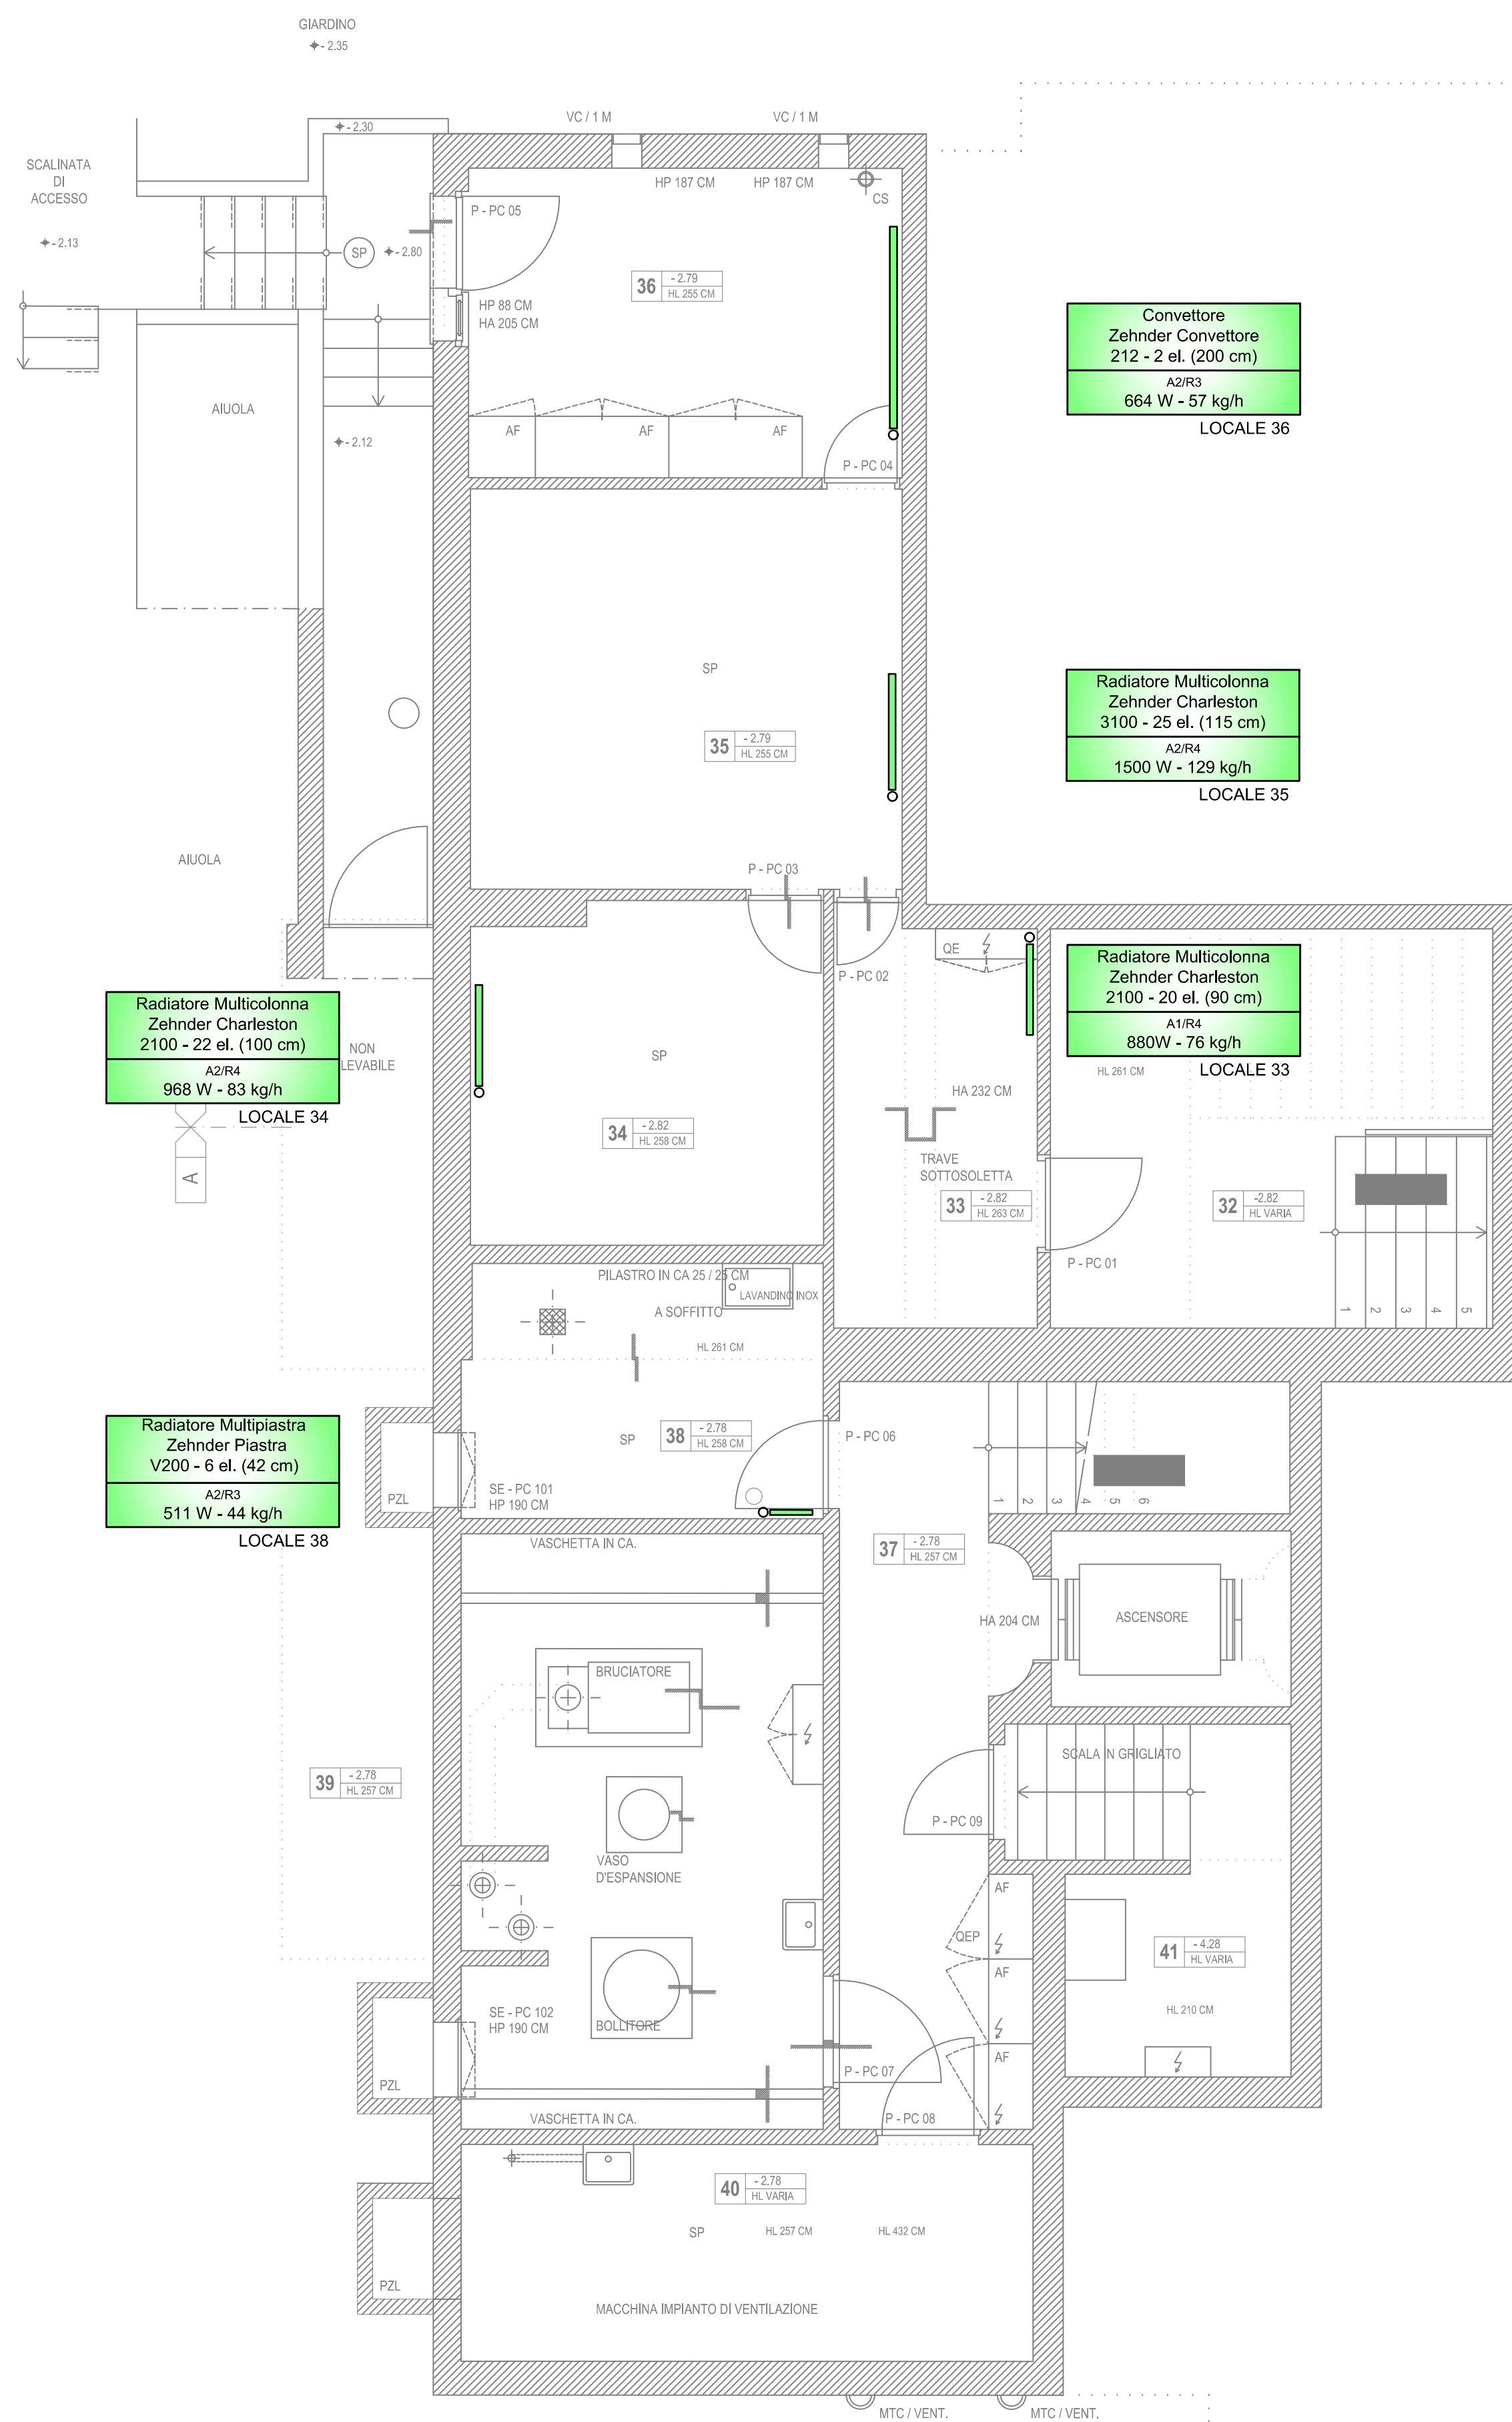 GIARDINO
- 2.35
- 2.30
VC / 1 M
VC / 1 M
SCALINATA
DI
ACCESSO
- 2.13
SP
- 2.80
P - PC 05
HP 187 CM
HP 187 CM
CS
36
- 2.79
HL 255 CM
HP 88 CM
HA 205 CM
Convettore
Zehnder Convettore
212 - 2 el. (200 cm)
A2/R3
664 W - 57 kg/h
LOCALE 36
AIUOLA
- 2.12
AF
AF
AF
P - PC 04
SP
35
- 2.79
HL 255 CM
Radiatore Multicolonna
Zehnder Charleston
3100 - 25 el. (115 cm)
A2/R4
1500 W - 129 kg/h
LOCALE 35
AIUOLA
P - PC 03
P - PC 02
QE
Radiatore Multicolonna
Zehnder Charleston
2100 - 20 el. (90 cm)
A1/R4
880W - 76 kg/h
LOCALE 33
HL 261 CM
Radiatore Multicolonna
Zehnder Charleston
2100 - 22 el. (100 cm)
A2/R4
968 W - 83 kg/h
LOCALE 34
NON
LEVABILE
A
SP
34
- 2.82
HL 258 CM
HA 232 CM
TRAVE
SOTTOSOLETTA
33
- 2.82
HL 263 CM
32
-2.82
HL VARIA
P - PC 01
1
2
3
4
5
PILASTRO IN CA 25 / 25 CM
LAVANDINO INOX
A SOFFITTO
HL 261 CM
Radiatore Multipiastra
Zehnder Piastra
V200 - 6 el. (42 cm)
A2/R3
511 W - 44 kg/h
LOCALE 38
SP
38
- 2.78
HL 258 CM
P - PC 06
PZL
SE - PC 101
HP 190 CM
1
2
3
4
5
6
VASCHETTA IN CA.
37
- 2.78
HL 257 CM
HA 204 CM
ASCENSORE
BRUCIATORE
39
- 2.78
HL 257 CM
SCALA IN GRIGLIATO
P - PC 09
VASO
D'ESPANSIONE
AF
QEP
AF
AF
41
- 4.28
HL VARIA
HL 210 CM
SE - PC 102
HP 190 CM
BOLLITORE
PZL
P - PC 07
P - PC 08
VASCHETTA IN CA.
40
- 2.78
HL VARIA
SP
HL 257 CM
HL 432 CM
PZL
MACCHINA IMPIANTO DI VENTILAZIONE
MTC / VENT.
MTC / VENT.